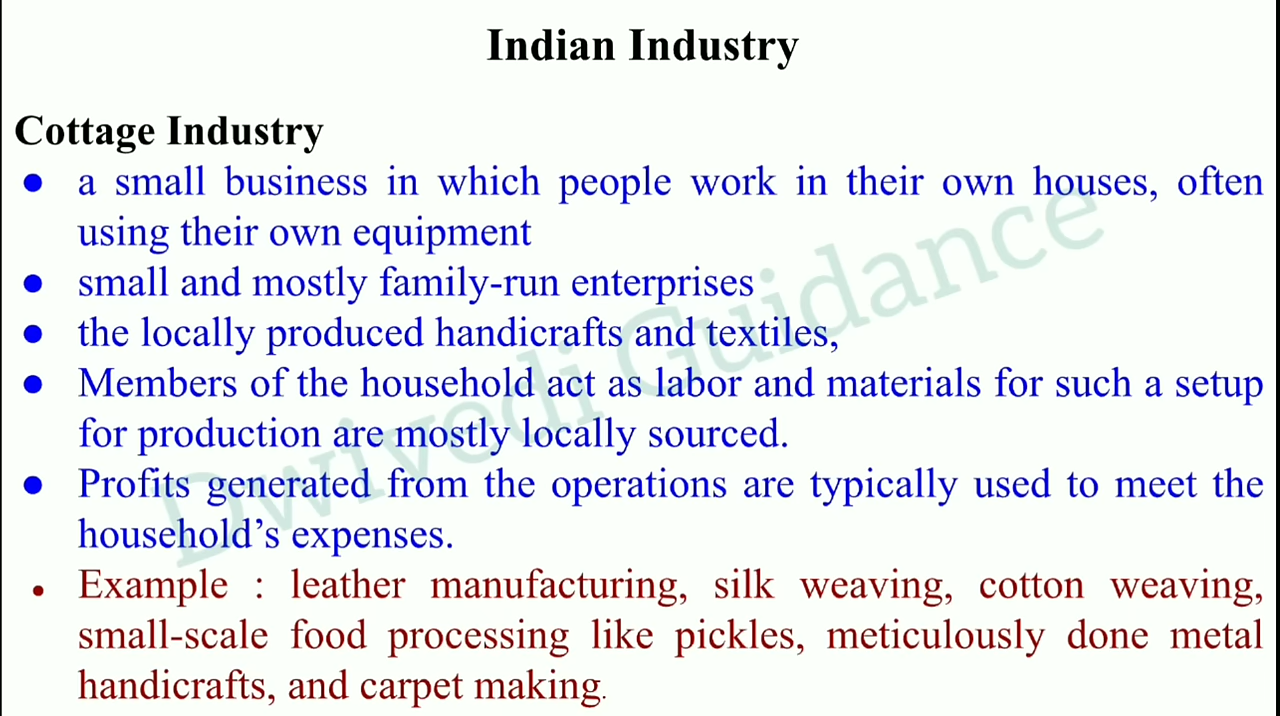 Indian Industry
Cottage Industry
● a small business in which people work in their own houses, often
using their own equipment
● small and mostly family-run enterprises
● the locally produced handicrafts and textiles,
● Members of the household act as labor and materials for such a setup
for production are mostly locally sourced.
● Profits generated from the operations are typically used to meet the
household’s expenses.
• Example : leather manufacturing, silk weaving, cotton weaving,
small-scale food processing like pickles, meticulously done metal
handicrafts, and carpet making.
Dwivedi Guidance